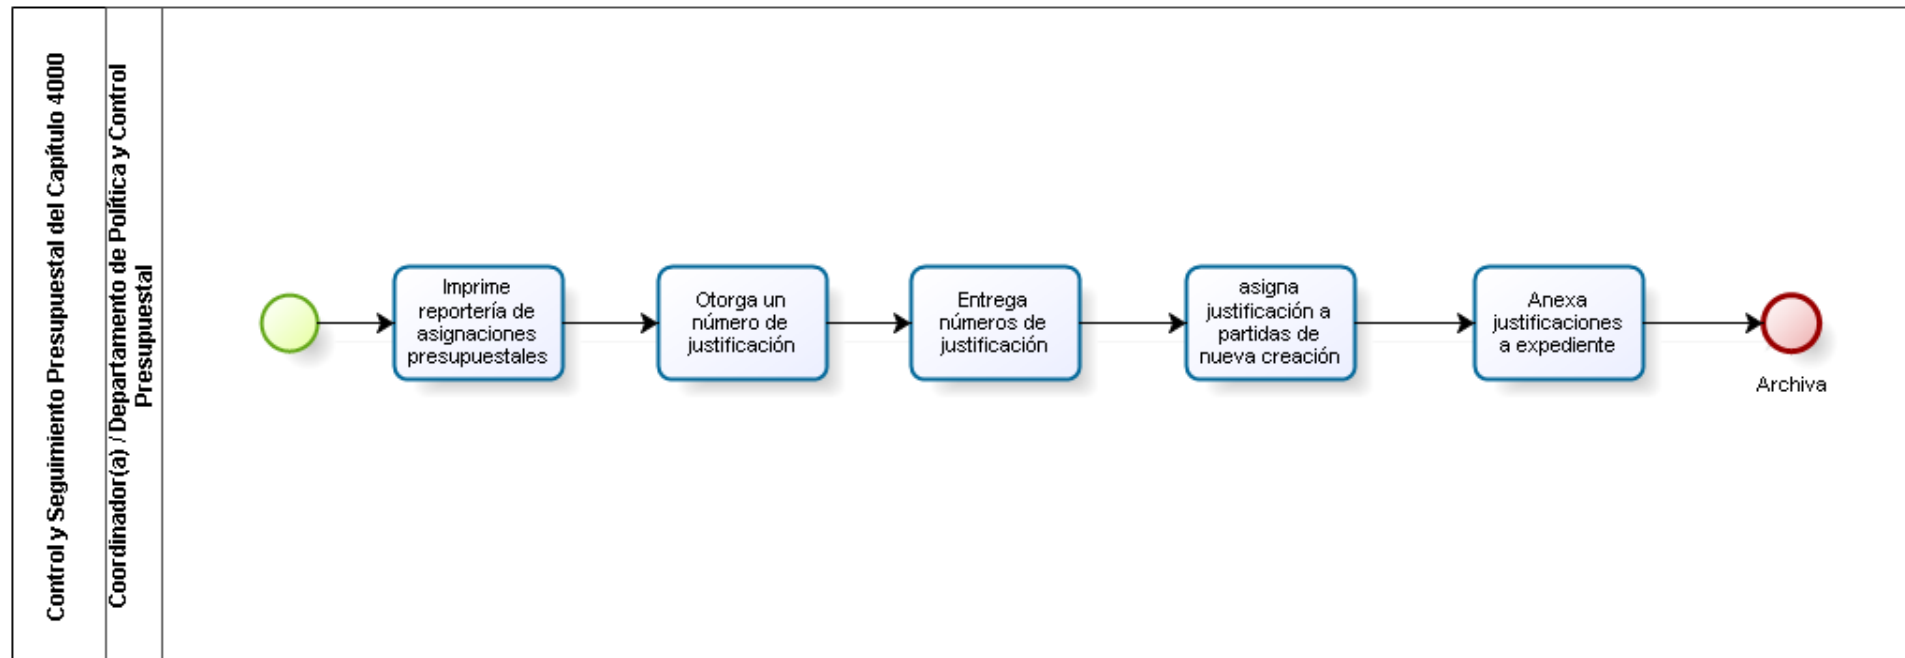 Control y Seguimiento Presupuestal del Capítulo 4000
Coordinador(a) / Departamento de Política y Control
Presupuestal
Imprime
reportería de
asignaciones
presupuestales
Otorga un
número de
justificación
Entrega
números de
justificación
asigna
justificación a
partidas de
nueva creación
Anexa
justificaciones
a expediente
Archiva